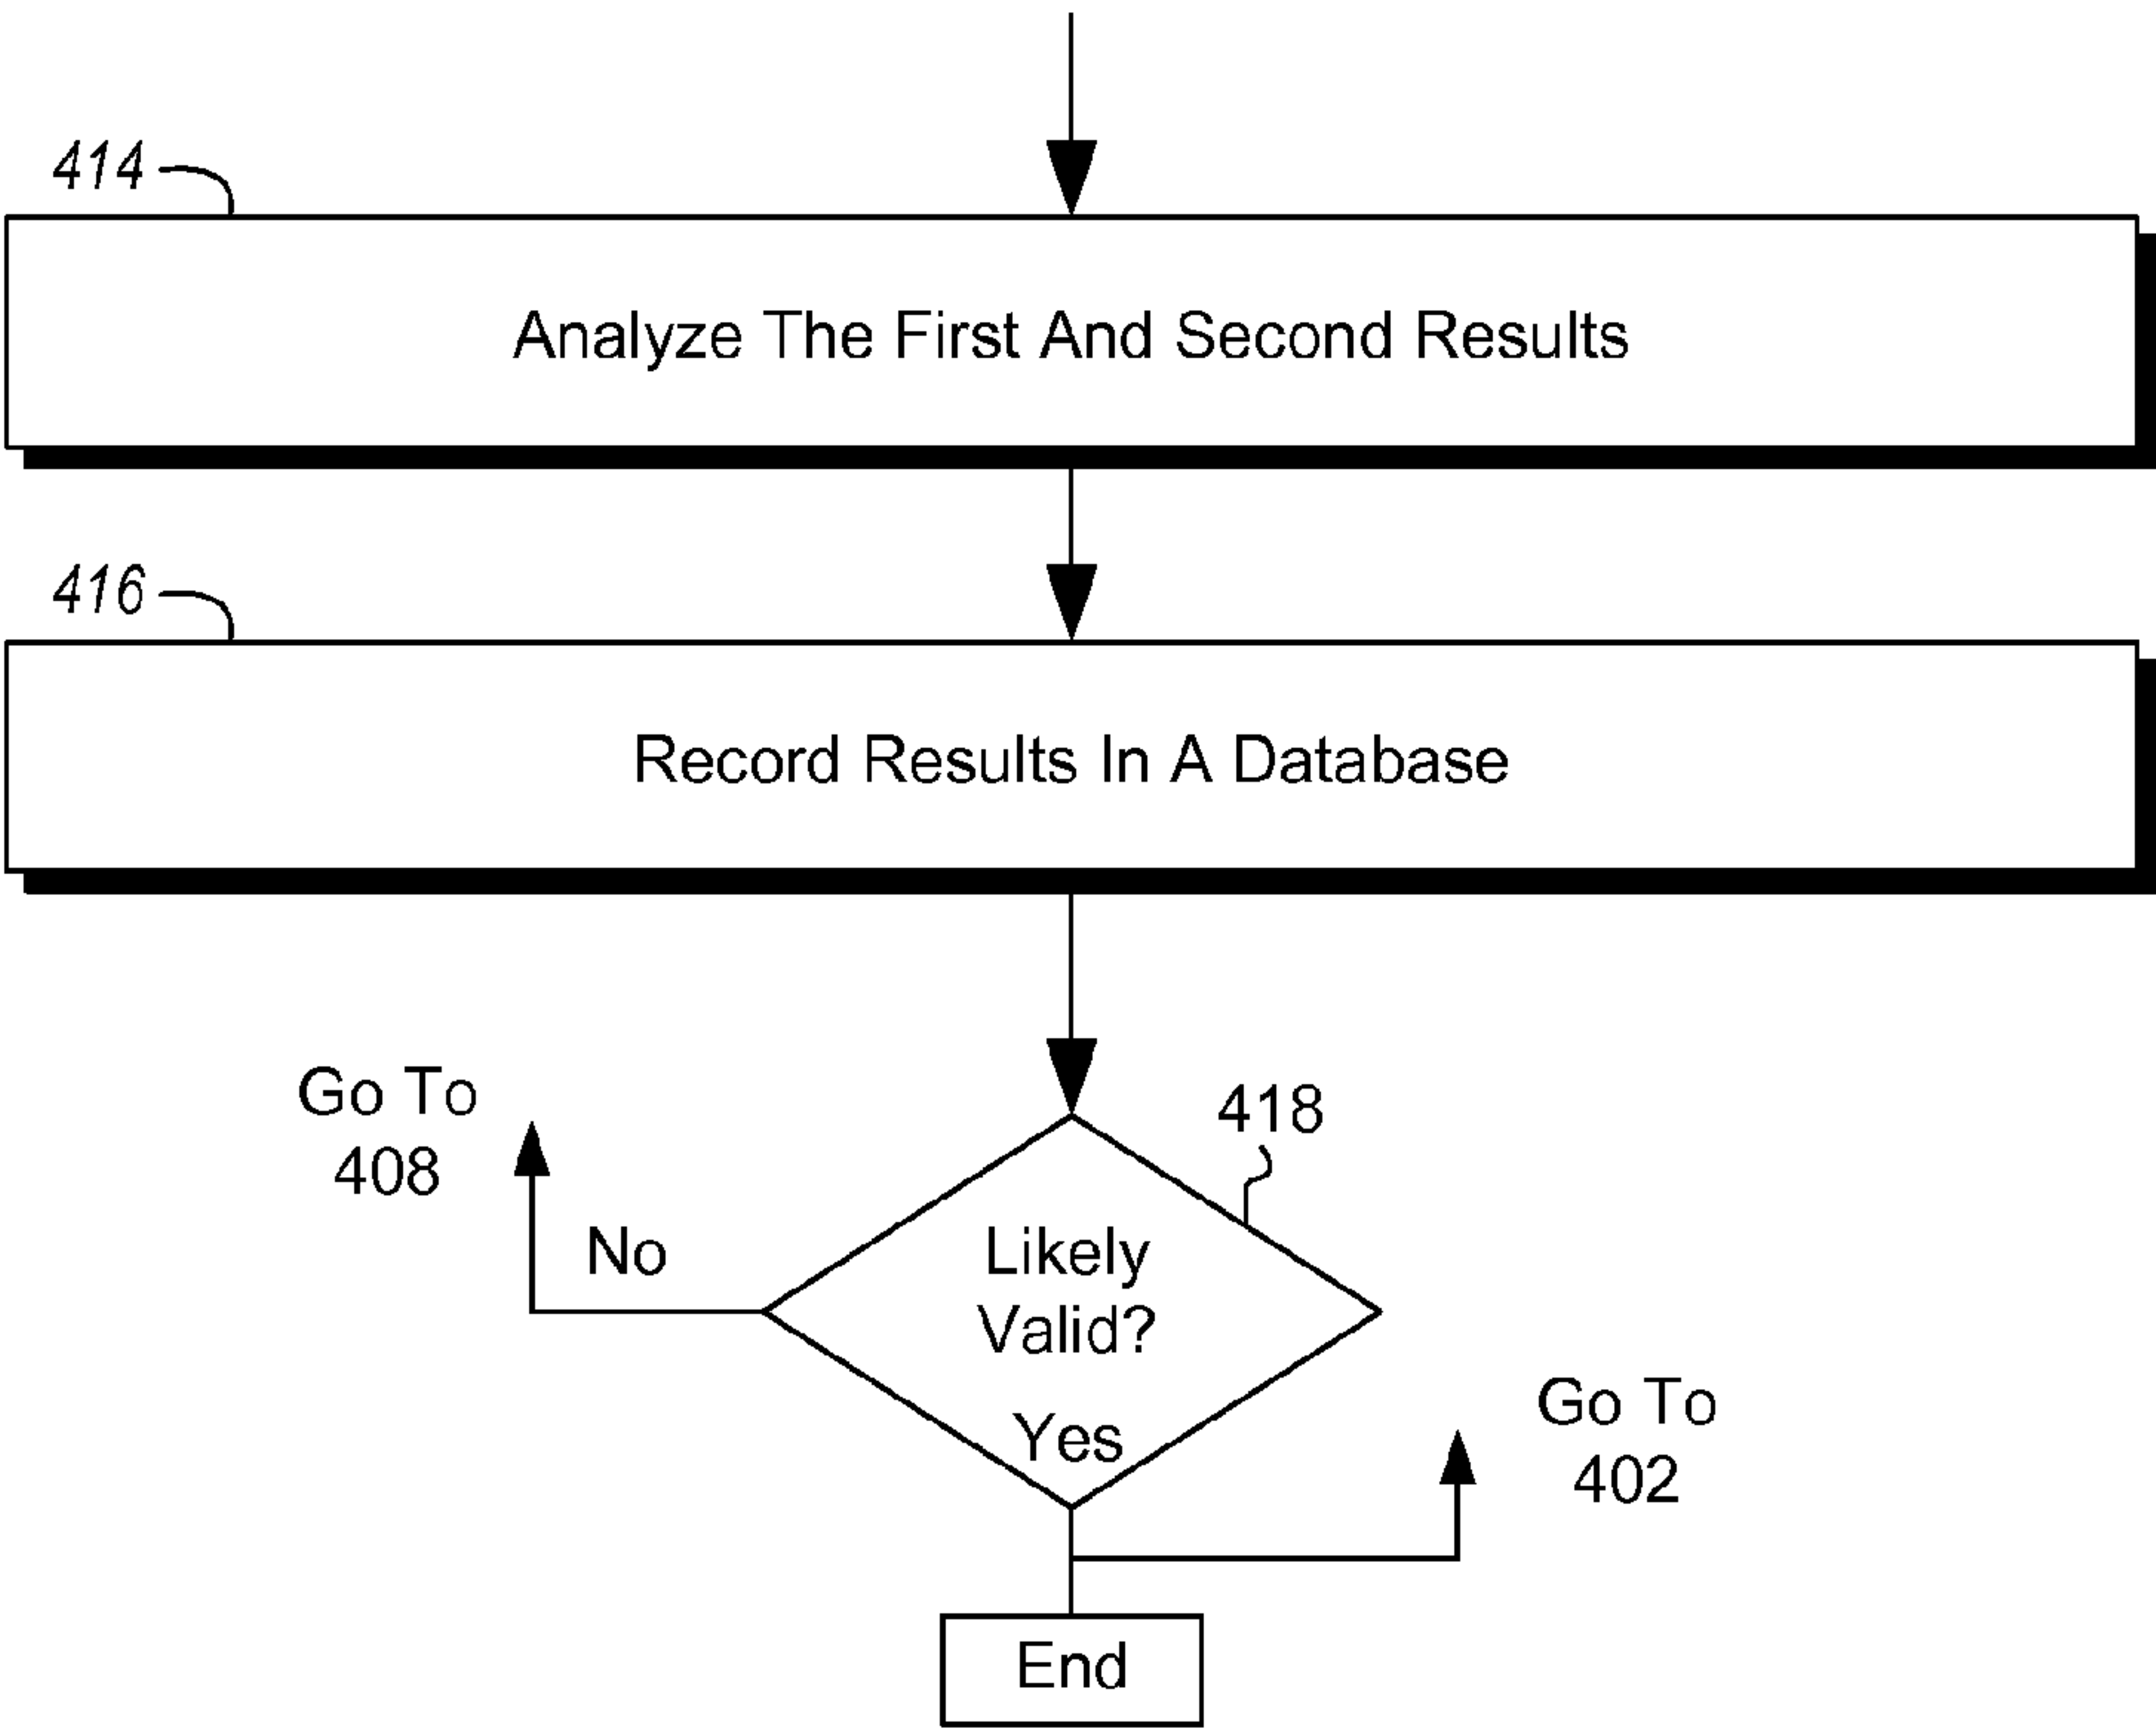 414
Analyze The First And Second Results
416
Record Results In A Database
Go To
408
418
No
Likely
Valid?
Yes
Go To
402
End